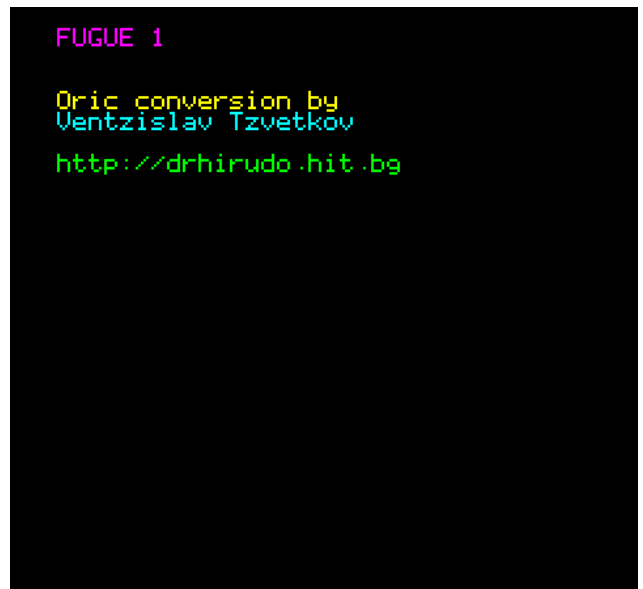 FUGUE 1
Oric conversion by
Ventzislav Tzvetkov
http://drhirudo.hit.bg